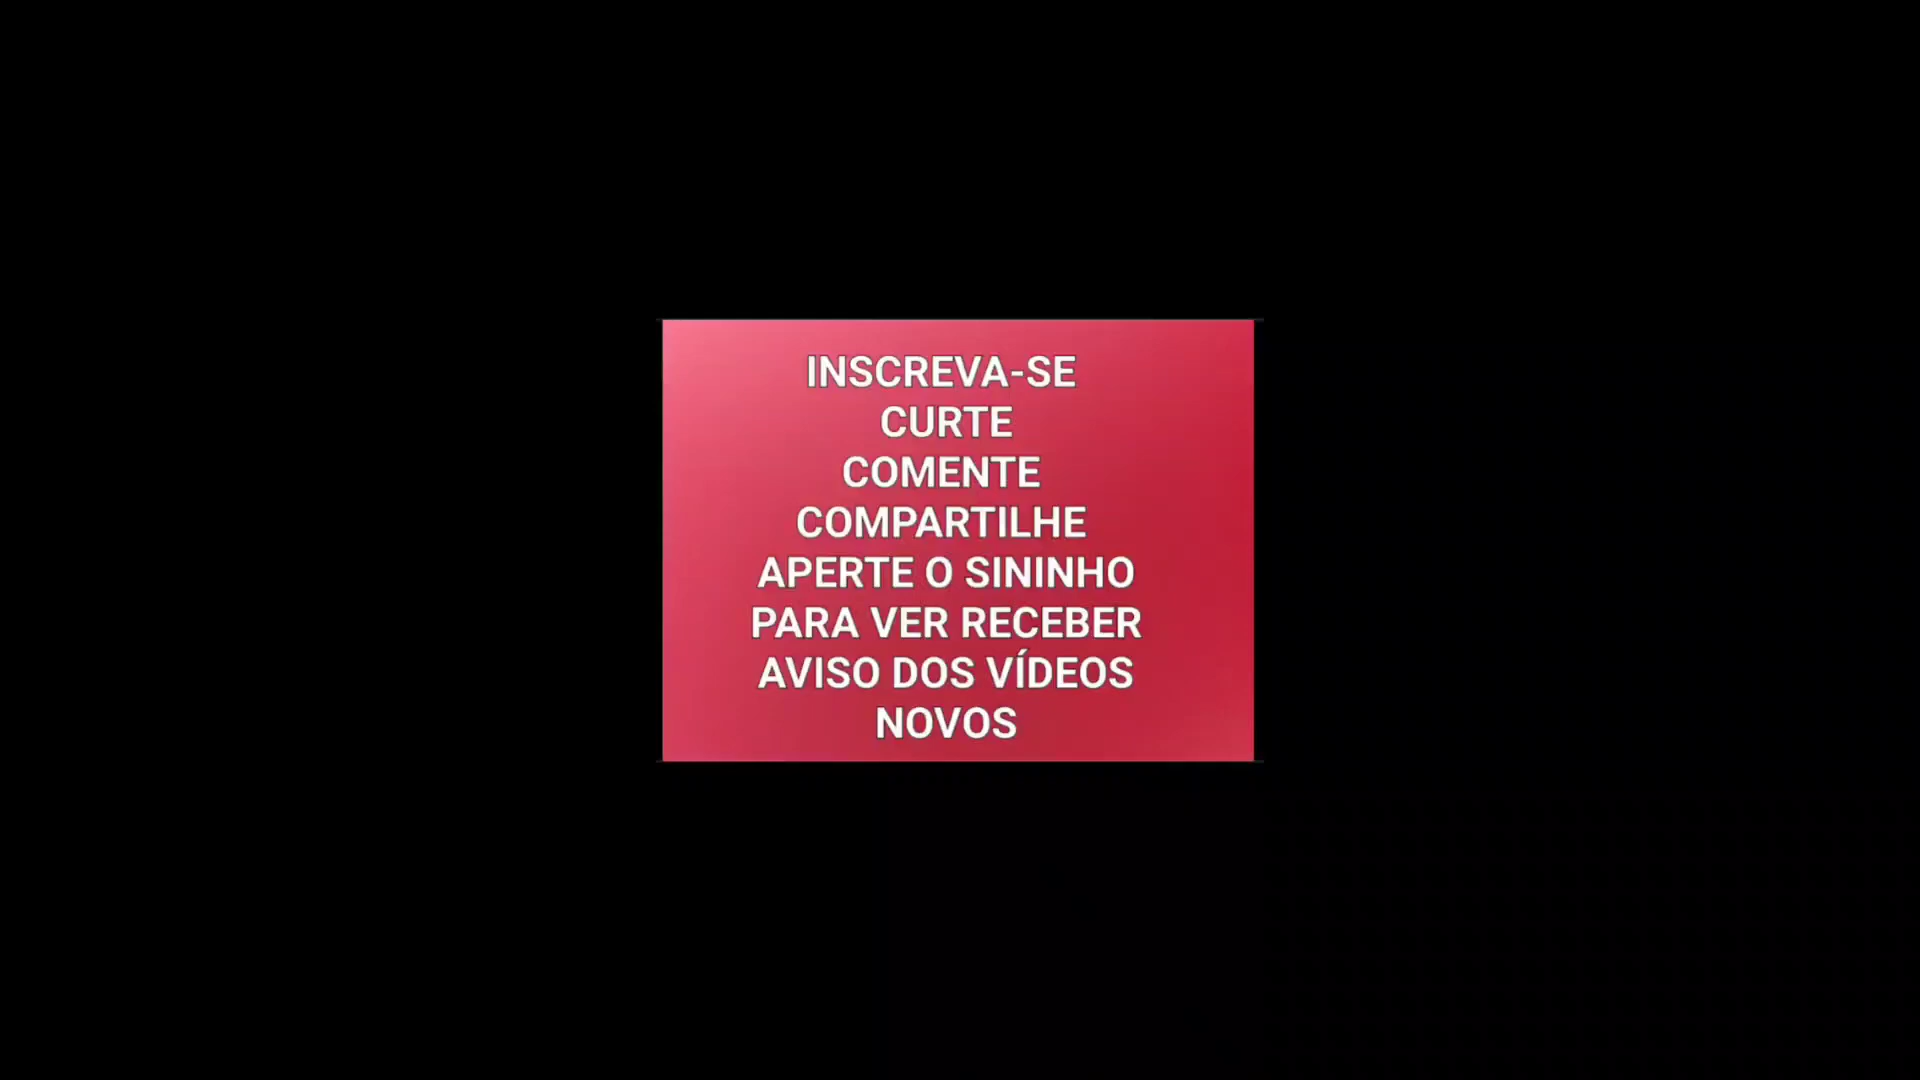 INSCREVA-SE
CURTE
COMENTE
COMPARTILHE
APERTE O SININHO
PARA VER RECEBER
AVISO DOS VÍDEOS
NOVOS